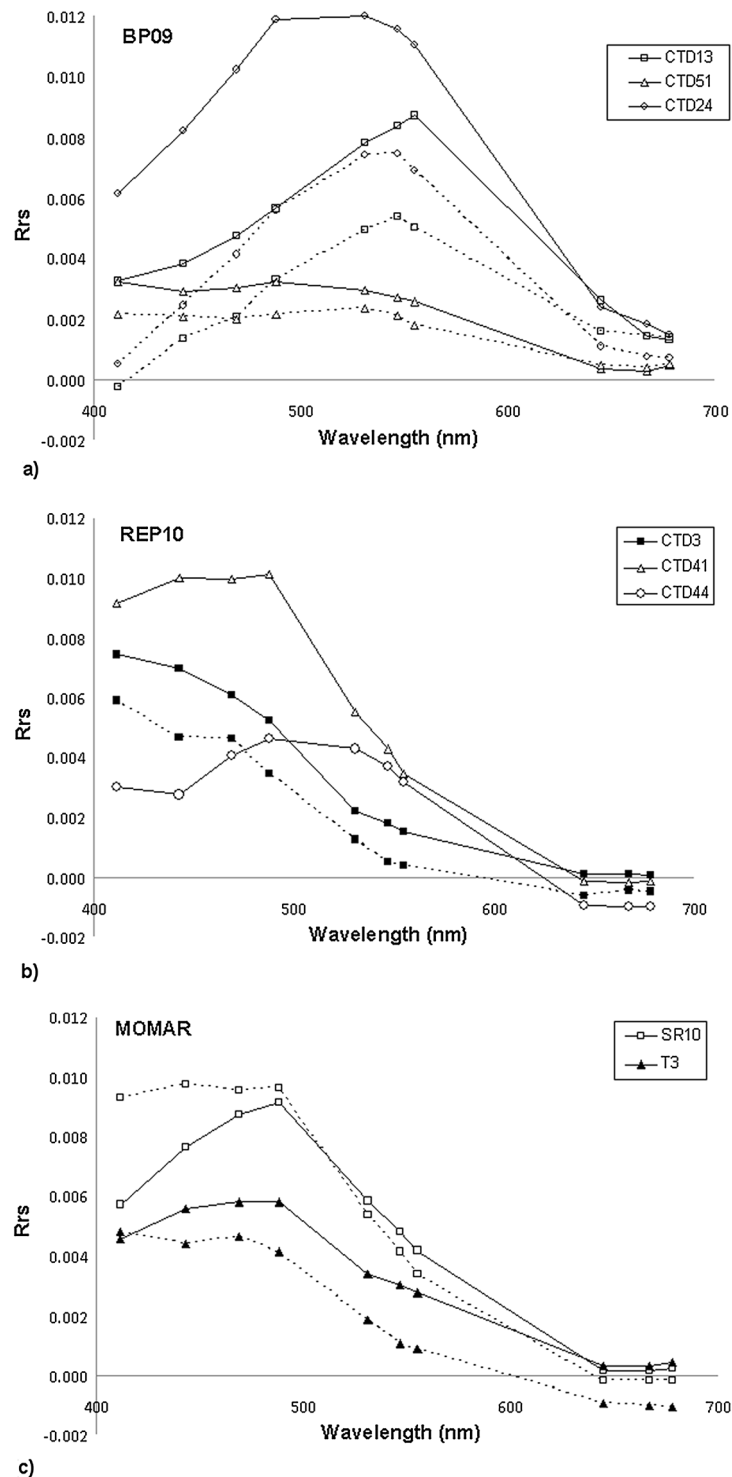 BP09
0.012
0.010
0.008
0.006
0.004
0.002
0.000
-0.002
Rrs
400 500 600 700
Wavelength (nm)
CTD13
CTD51
CTD24
a)
REP10
0.012
0.010
0.008
0.006
0.004
0.002
0.000
-0.002
Rrs
400 500 600 700
Wavelength (nm)
CTD3
CTD41
CTD44
b)
MOMAR
0.012
0.010
0.008
0.006
0.004
0.002
0.000
-0.002
Rrs
400 500 600 700
Wavelength (nm)
SR10
T3
c)